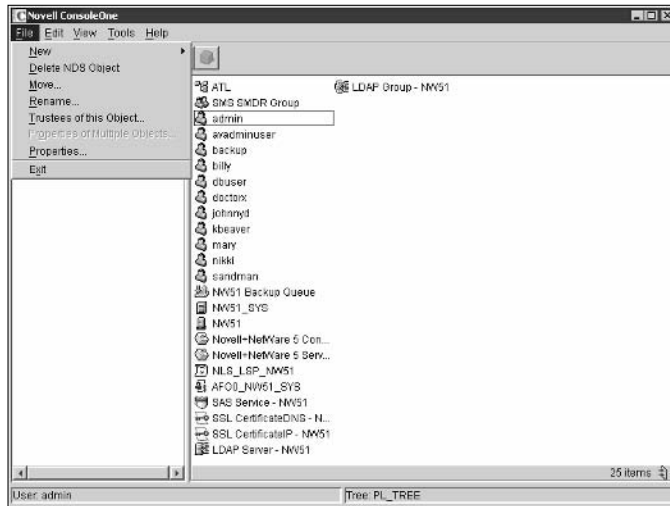 Novell ConsoleOne
File Edit View Tools Help
New
Delete NDS Object
Move...
Rename...
Trustees of this Object...
Properties of Multiple Objects...
Properties...
Exit
ATL
SMS SMDR Group
admin
avadminuser
backup
billy
dbuser
doctorx
johnnyd
kbeaver
mary
nikki
sandman
NW51 Backup Queue
NW51_SYS
NW51
Novell+NetWare 5 Con...
Novell+NetWare 5 Serv...
NLS_LSP_NW51
AFO0_NW51_SYS
SAS Service - NW51
SSL CertificateDNS - N...
SSL CertificateIP - NW51
LDAP Server - NW51
LDAP Group - NW51
25 items
User: admin
Tree: PL_TREE